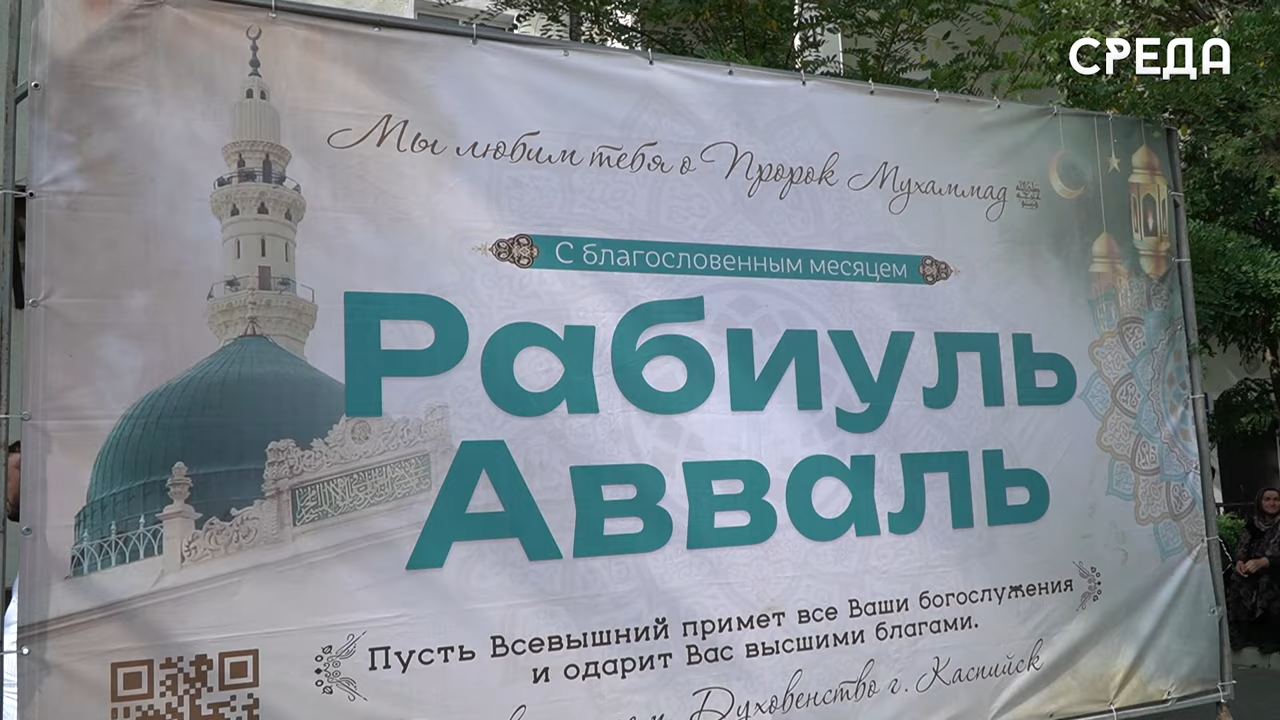 СРЕДА
Мы любим тебя о Пророк Мухаммад
С благословенным месяцем
Рабиуль
Авваль
Пусть Всевышний примет все Ваши богослужения
и одарит Вас высшими благами.
Духовенство г. Каспийск